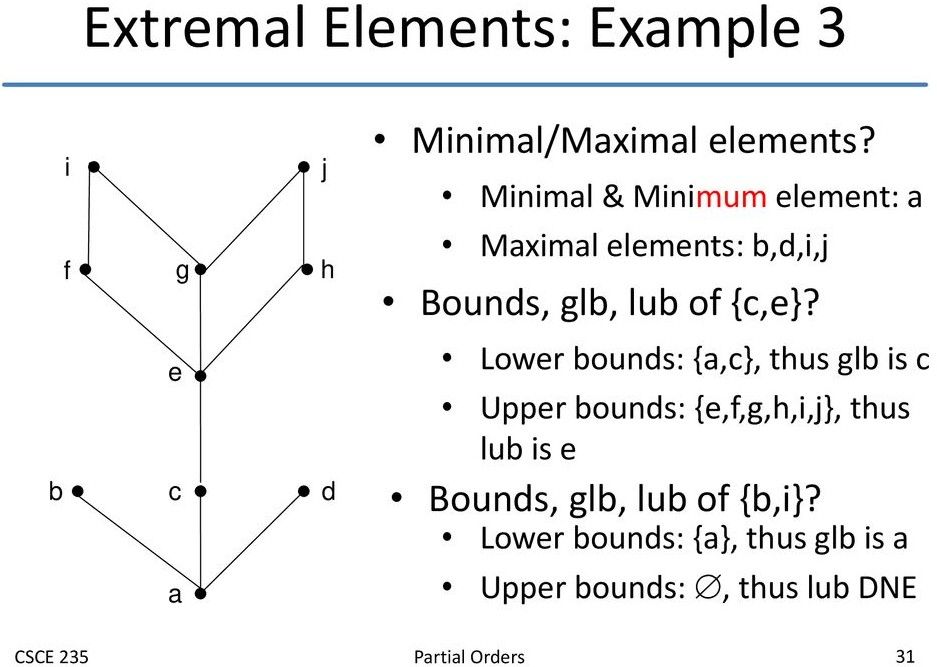 Extremal Elements: Example 3
i
j
f
g
h
e
b
c
d
a
• Minimal/Maximal elements?
• Minimal & Minimum element: a
• Maximal elements: b,d,i,j
• Bounds, glb, lub of {c,e}?
• Lower bounds: {a,c}, thus glb is c
• Upper bounds: {e,f,g,h,i,j}, thus
lub is e
• Bounds, glb, lub of {b,i}?
• Lower bounds: {a}, thus glb is a
• Upper bounds: ∅, thus lub DNE
CSCE 235
Partial Orders
31